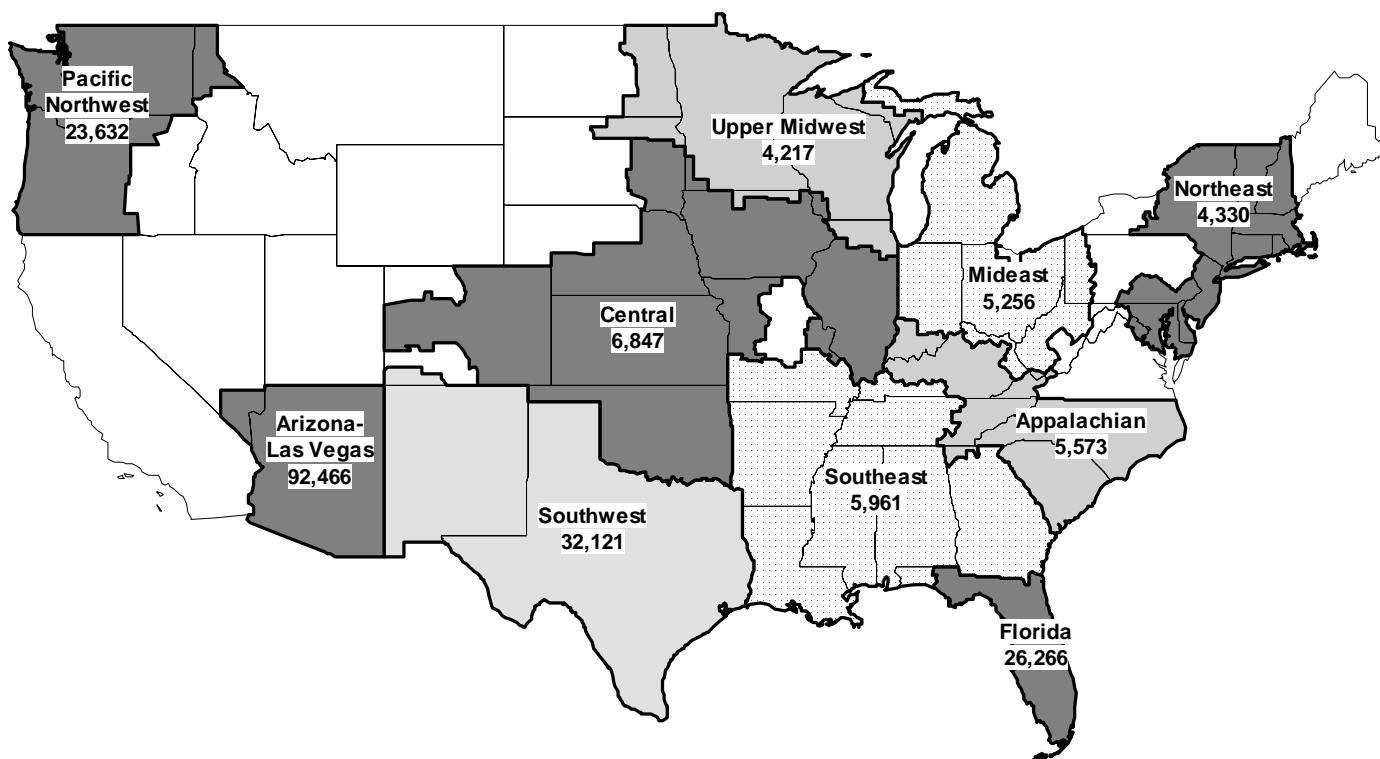 Pacific
Northwest
23,632
Upper Midwest
4,217
Northeast
4,330
Mideast
5,256
Central
6,847
Arizona-
Las Vegas
92,466
Appalachian
5,573
Southeast
5,961
Southwest
32,121
Florida
26,266